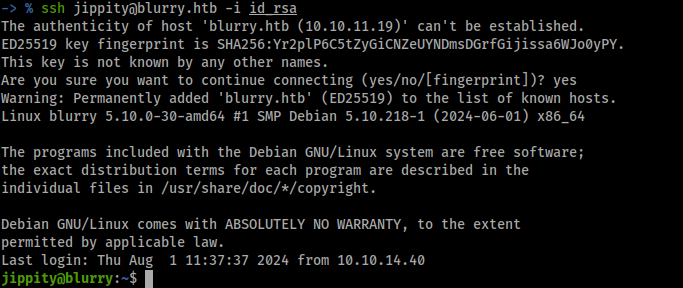 -> % ssh jippity@blurry.htb -i id_rsa
The authenticity of host 'blurry.htb (10.10.11.19)' can't be established.
ED25519 key fingerprint is SHA256:Yr2plP6C5tZyGiCNZeUYNDmsDGrfGijissa6WJo0yPY.
This key is not known by any other names.
Are you sure you want to continue connecting (yes/no/[fingerprint])? yes
Warning: Permanently added 'blurry.htb' (ED25519) to the list of known hosts.
Linux blurry 5.10.0-30-amd64 #1 SMP Debian 5.10.218-1 (2024-06-01) x86_64

The programs included with the Debian GNU/Linux system are free software;
the exact distribution terms for each program are described in the
individual files in /usr/share/doc/*/copyright.

Debian GNU/Linux comes with ABSOLUTELY NO WARRANTY, to the extent
permitted by applicable law.
Last login: Thu Aug  1 11:37:37 2024 from 10.10.14.40
jippity@blurry:~$